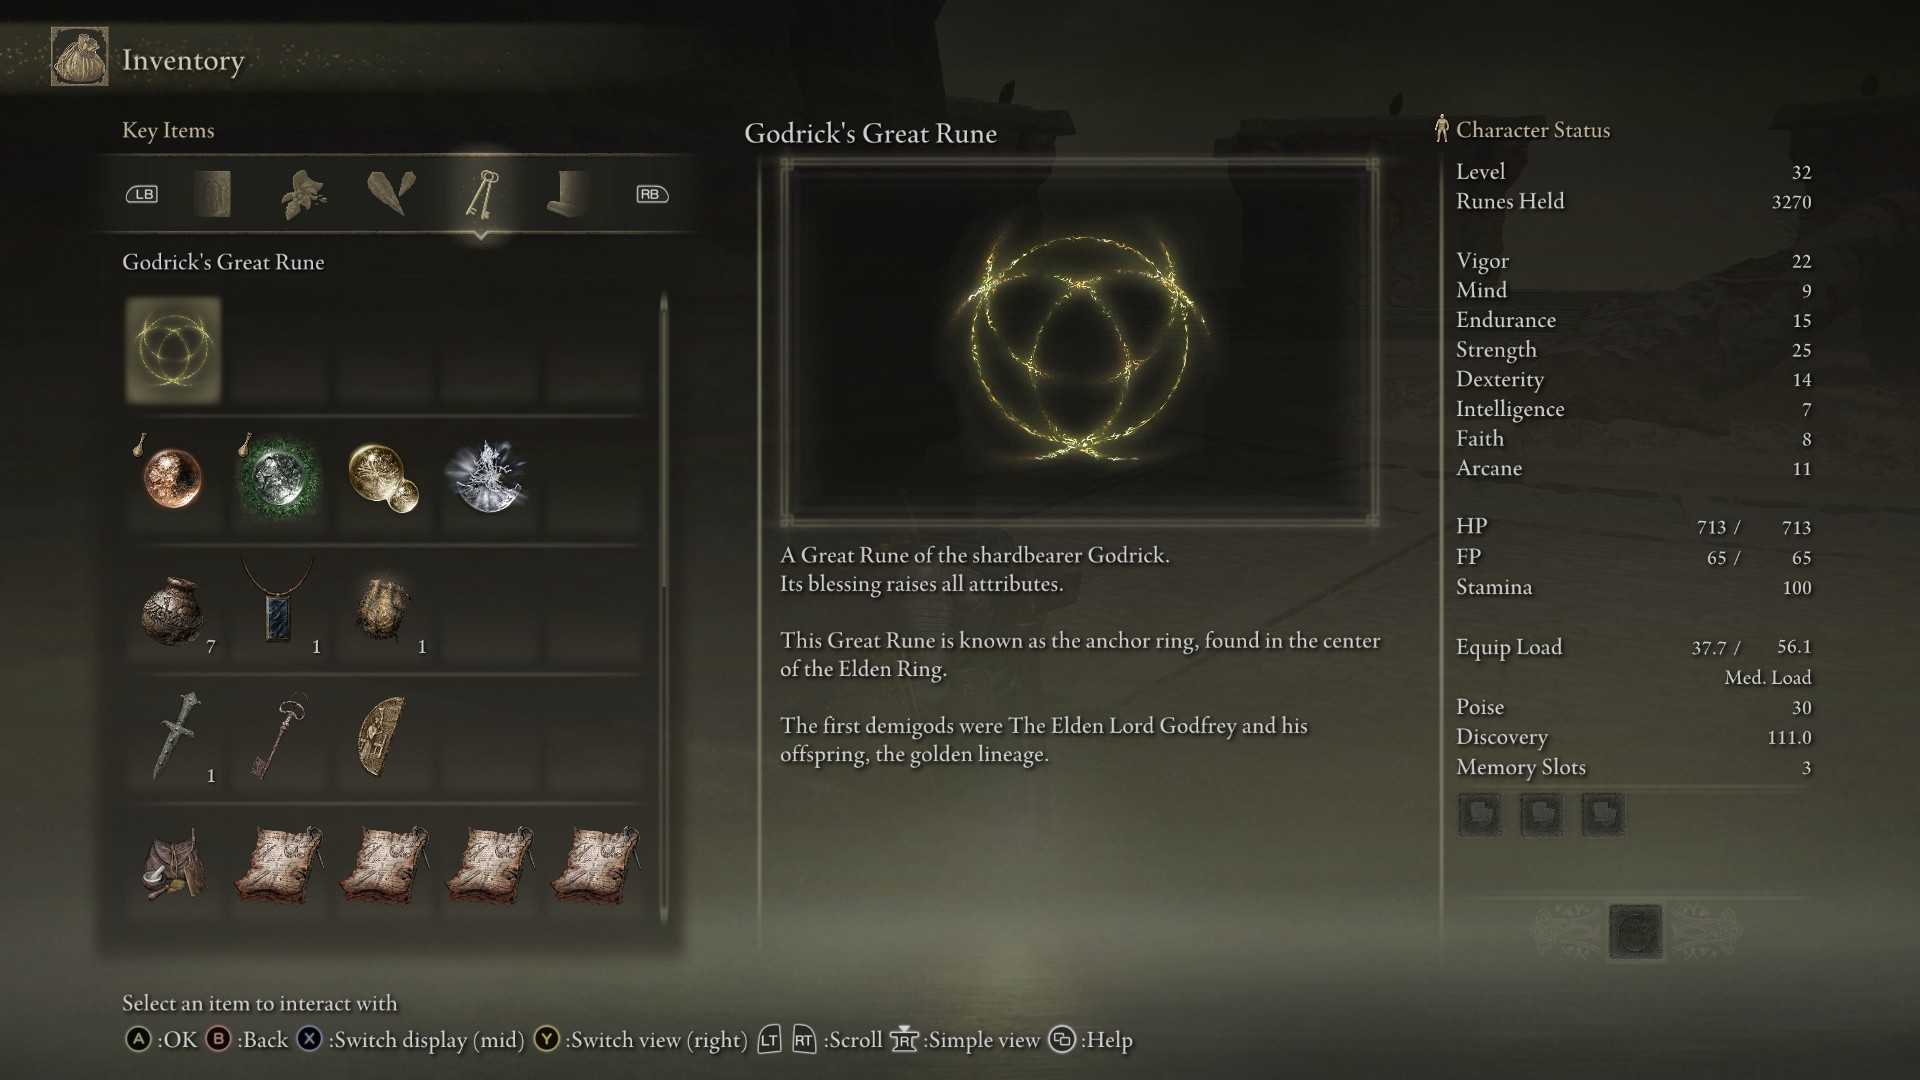 Inventory
Key Items
LB
RB
Godrick's Great Rune
7
1
1
1
Godrick's Great Rune
A Great Rune of the shardbearer Godrick.
Its blessing raises all attributes.
This Great Rune is known as the anchor ring, found in the center
of the Elden Ring.
The first demigods were The Elden Lord Godfrey and his
offspring, the golden lineage.
Character Status
Level 32
Runes Held 3270
Vigor 22
Mind 9
Endurance 15
Strength 25
Dexterity 14
Intelligence 7
Faith 8
Arcane 11
HP 713 / 713
FP 65 / 65
Stamina 100
Equip Load 37.7 / 56.1
Med. Load
Poise 30
Discovery 111.0
Memory Slots 3
Select an item to interact with
A :OK B :Back X :Switch display (mid) Y :Switch view (right) LT RT :Scroll R :Simple view :Help